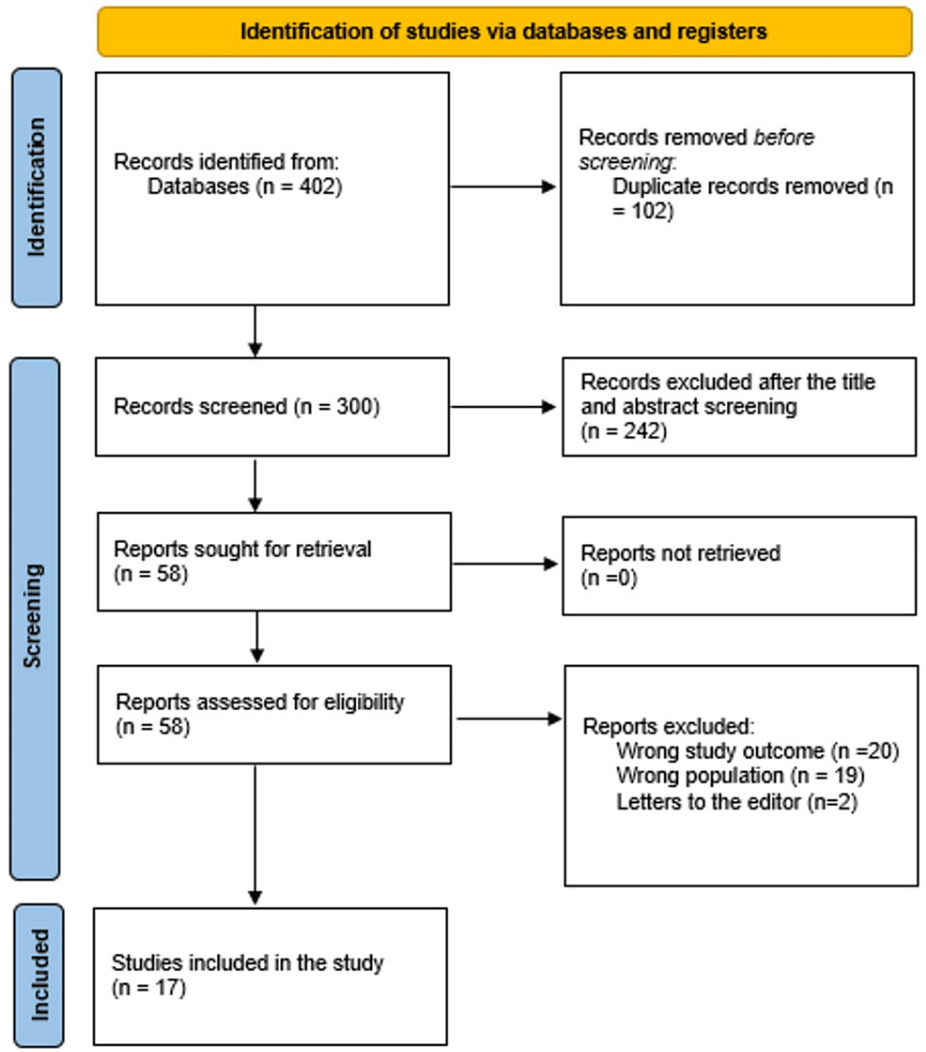 Identification of studies via databases and registers
Identification
Records identified from:
Databases (n = 402)
Records removed before
screening:
Duplicate records removed (n
= 102)
Screening
Records screened (n = 300)
Records excluded after the title
and abstract screening
(n = 242)
Reports sought for retrieval
(n = 58)
Reports not retrieved
(n =0)
Reports assessed for eligibility
(n = 58)
Reports excluded:
Wrong study outcome (n =20)
Wrong population (n = 19)
Letters to the editor (n=2)
Included
Studies included in the study
(n = 17)